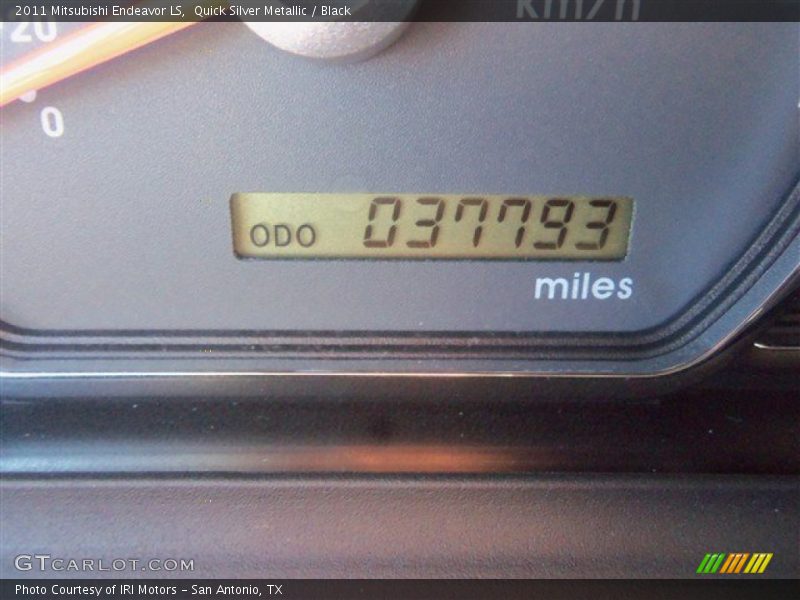 2011 Mitsubishi Endeavor LS,  Quick Silver Metallic / Black
km/h
20
0
ODO 037793
miles
GTCARLOT.COM
Photo Courtesy of IRI Motors – San Antonio, TX